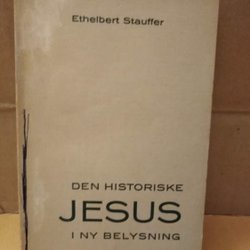 Ethelbert Stauffer
DEN HISTORISKE
JESUS
I NY BELYSNING